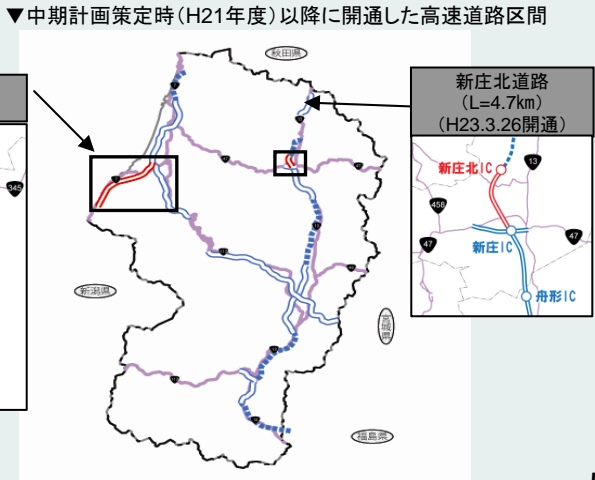 ▼中期計画策定時(H21年度)以降に開通した高速道路区間
秋田県
新庄北道路
(L=4.7km)
(H23.3.26開通)
345
新庄北IC
13
458
47
新庄IC
47
舟形IC
新潟県
宮城県
福島県